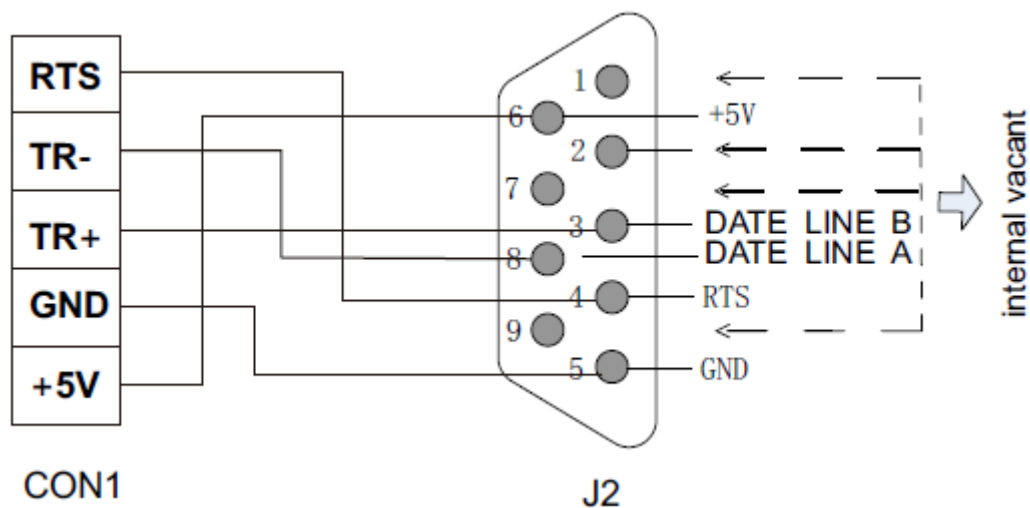 RTS
TR-
TR+
GND
+5V
CON1
1
6
2
7
3
8
4
9
5
+5V
DATE LINE B
DATE LINE A
RTS
GND
J2
internal vacant